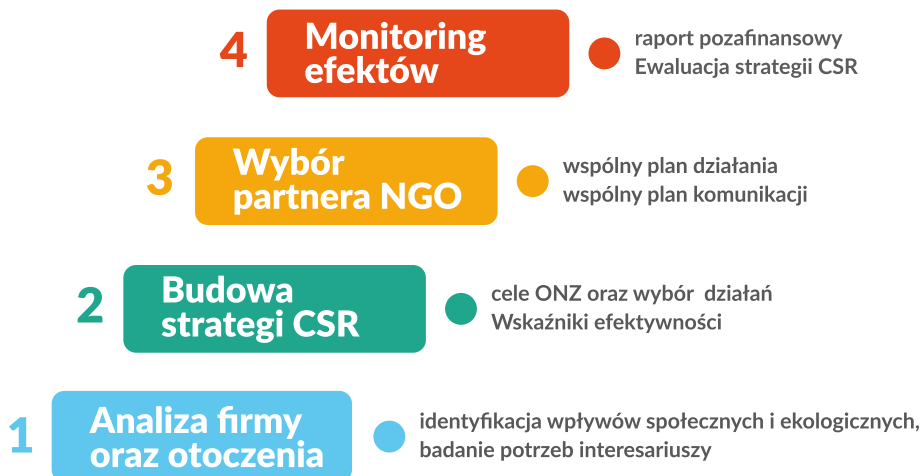 4
Monitoring
efektów
raport pozafinansowy
Ewaluacja strategii CSR
3
Wybór
partnera NGO
wspólny plan działania
wspólny plan komunikacji
2
Budowa
strategi CSR
cele ONZ oraz wybór działań
Wskaźniki efektywności
1
Analiza firmy
oraz otoczenia
identyfikacja wpływów społecznych i ekologicznych,
badanie potrzeb interesariuszy